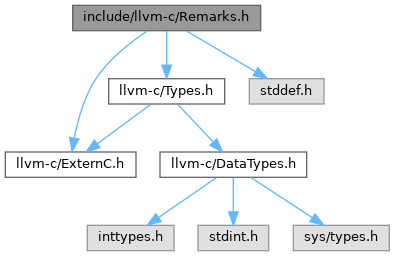 include/llvm-c/Remarks.h
llvm-c/Types.h
stddef.h
llvm-c/ExternC.h
llvm-c/DataTypes.h
inttypes.h
stdint.h
sys/types.h